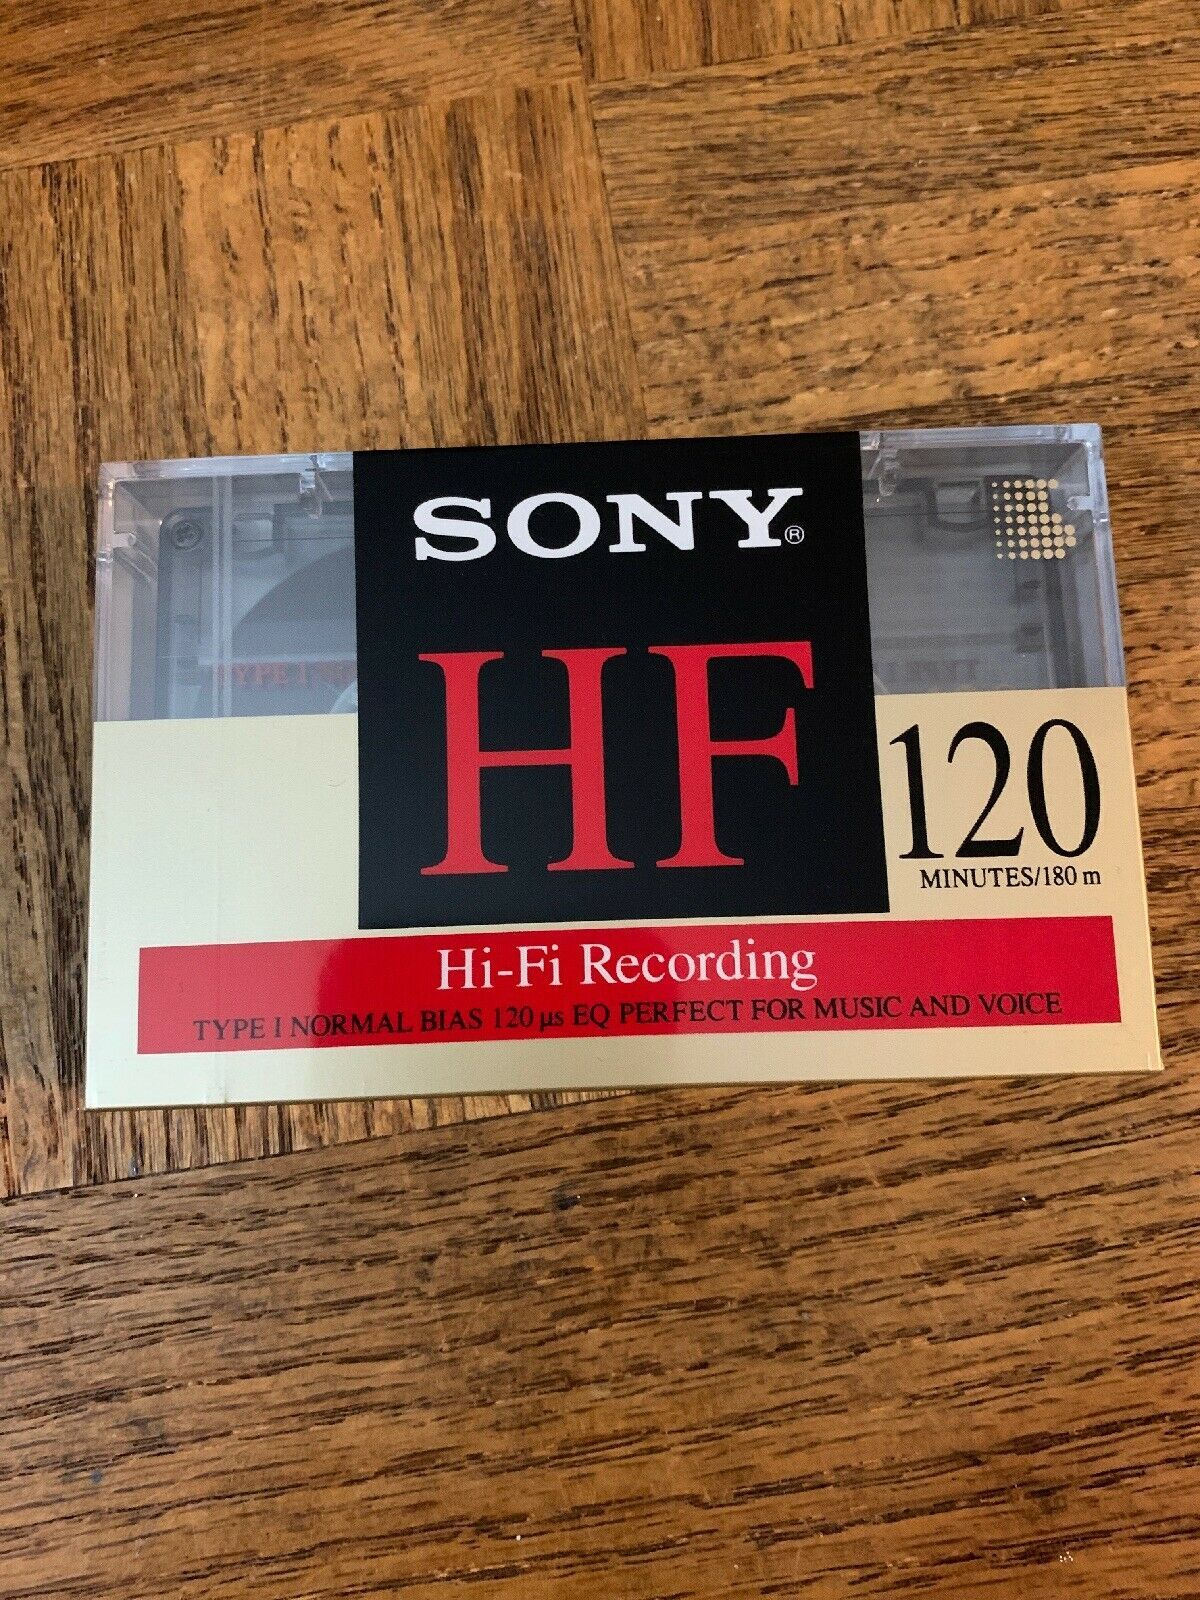 SONY®
HF
120
MINUTES/180 m
Hi-Fi Recording
TYPE I NORMAL BIAS 120 µs EQ PERFECT FOR MUSIC AND VOICE
TYPE I